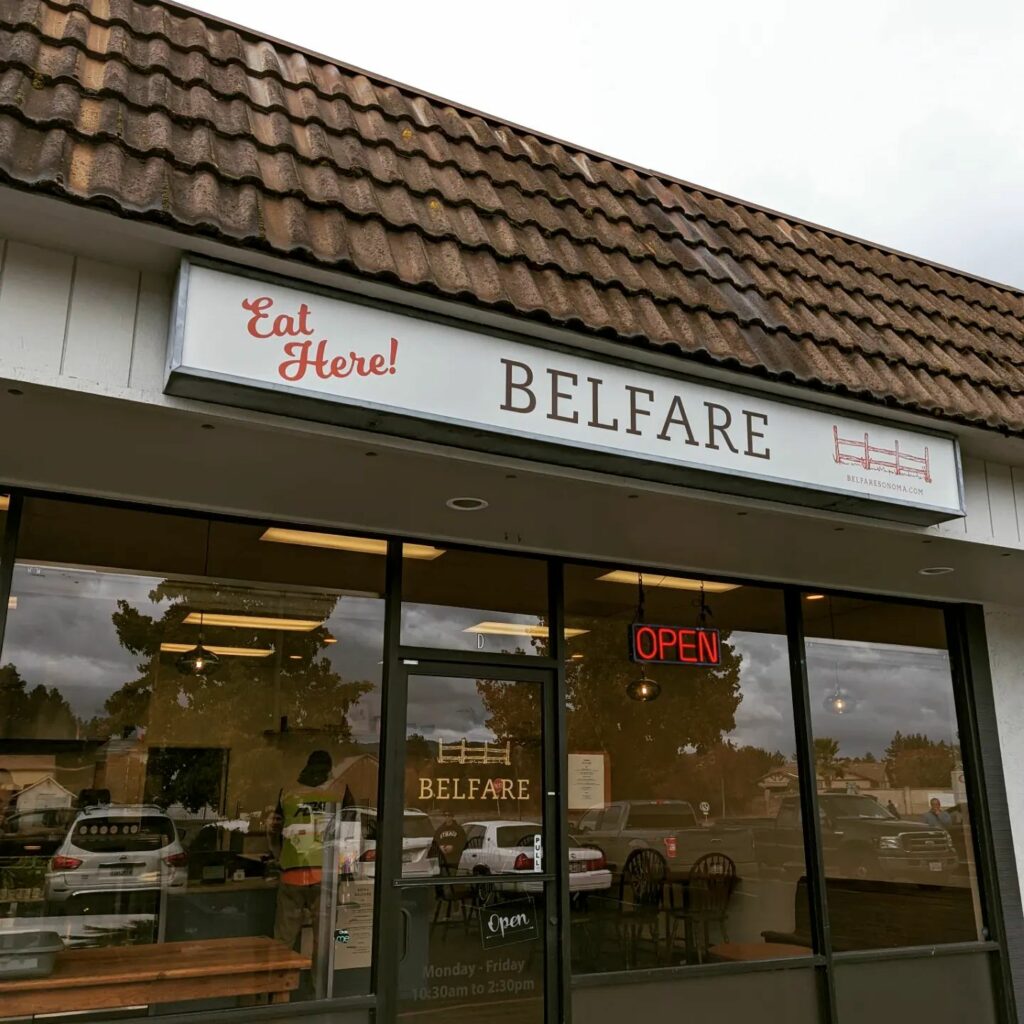 Eat
Here!
BELFARE
BELFARESONOMA.COM
D
OPEN
BELFARE
PULL
Open
Monday - Friday
10:30am to 2:30pm